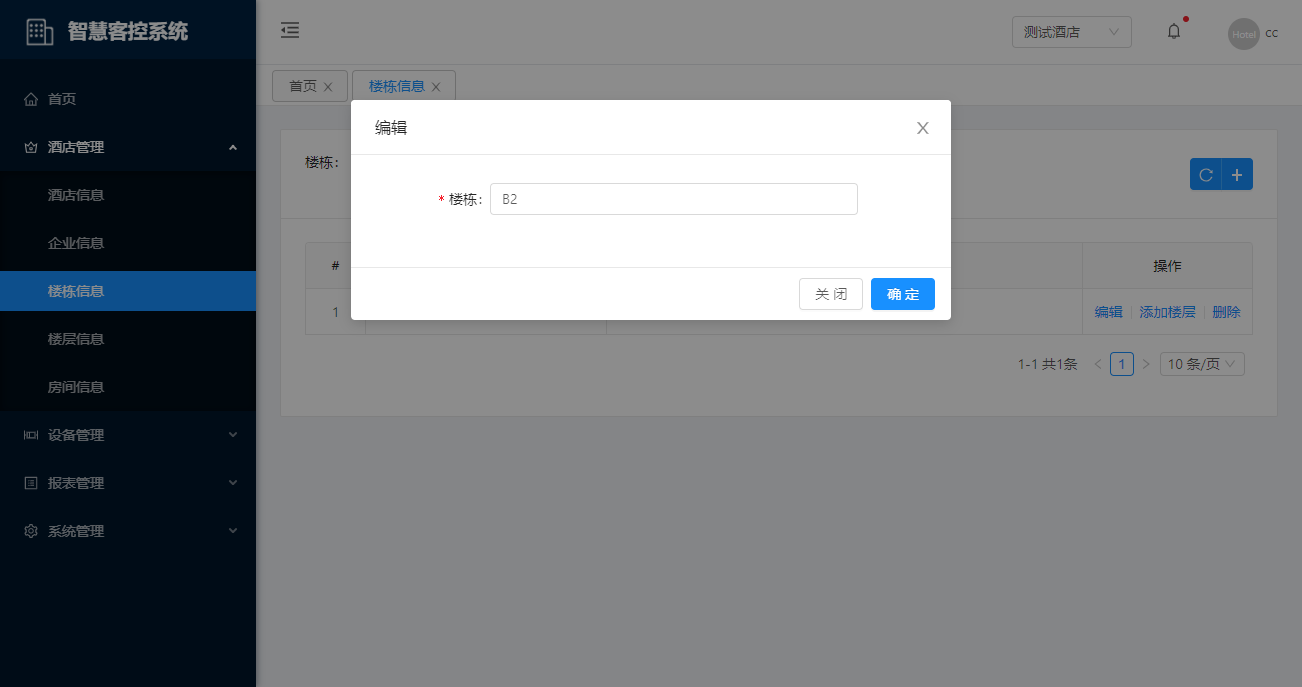 智慧客控系统
测试酒店
Hotel
cc
首页
酒店管理
酒店信息
企业信息
楼栋信息
楼层信息
房间信息
设备管理
报表管理
系统管理
首页
楼栋信息
编辑
* 楼栋:
B2
关 闭
确 定
楼栋:
#
操作
1
编辑
添加楼层
删除
1-1 共1条
1
10 条/页